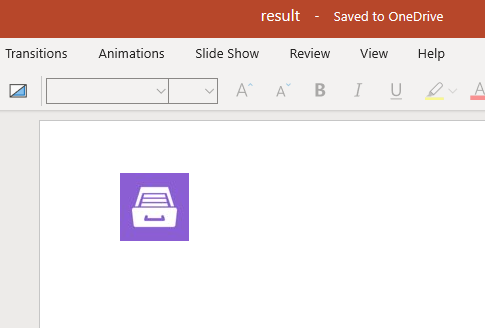 result - Saved to OneDrive
Transitions Animations Slide Show Review View Help
A A B I U A